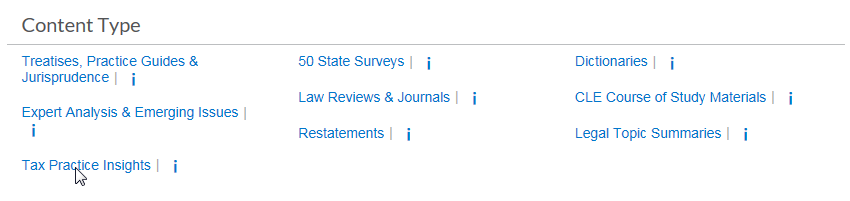 Content Type
Treatises, Practice Guides &
Jurisprudence | i
Expert Analysis & Emerging Issues |
i
Tax Practice Insights | i
50 State Surveys | i
Law Reviews & Journals | i
Restatements | i
Dictionaries | i
CLE Course of Study Materials | i
Legal Topic Summaries | i